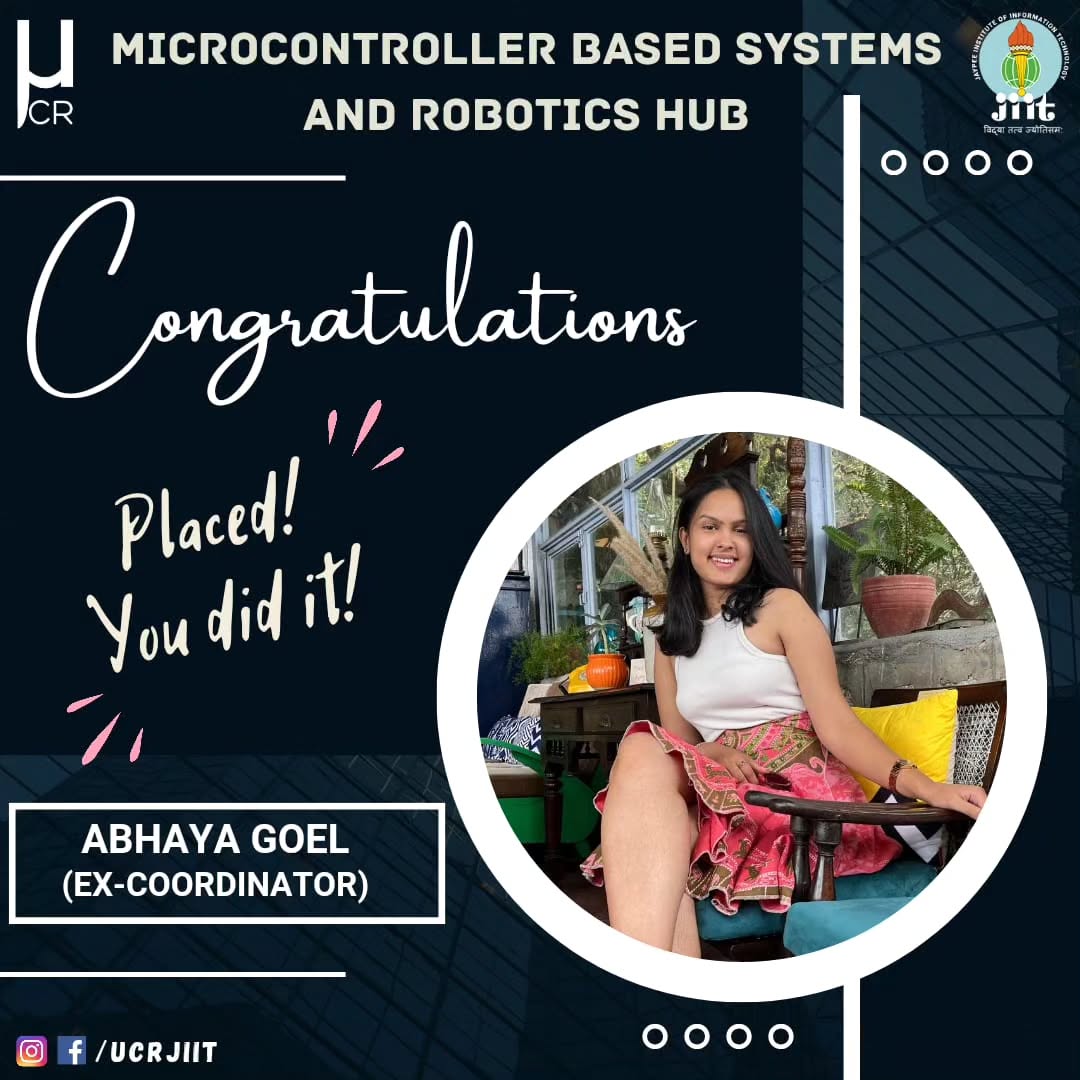 μCR
MICROCONTROLLER BASED SYSTEMS
AND ROBOTICS HUB
JAYPEE INSTITUTE OF INFORMATION TECHNOLOGY
jiit
विद्या तत्व ज्योतिसमः
Congratulations
Placed!
You did it!
ABHAYA GOEL
(EX-COORDINATOR)
/UCRJIIT